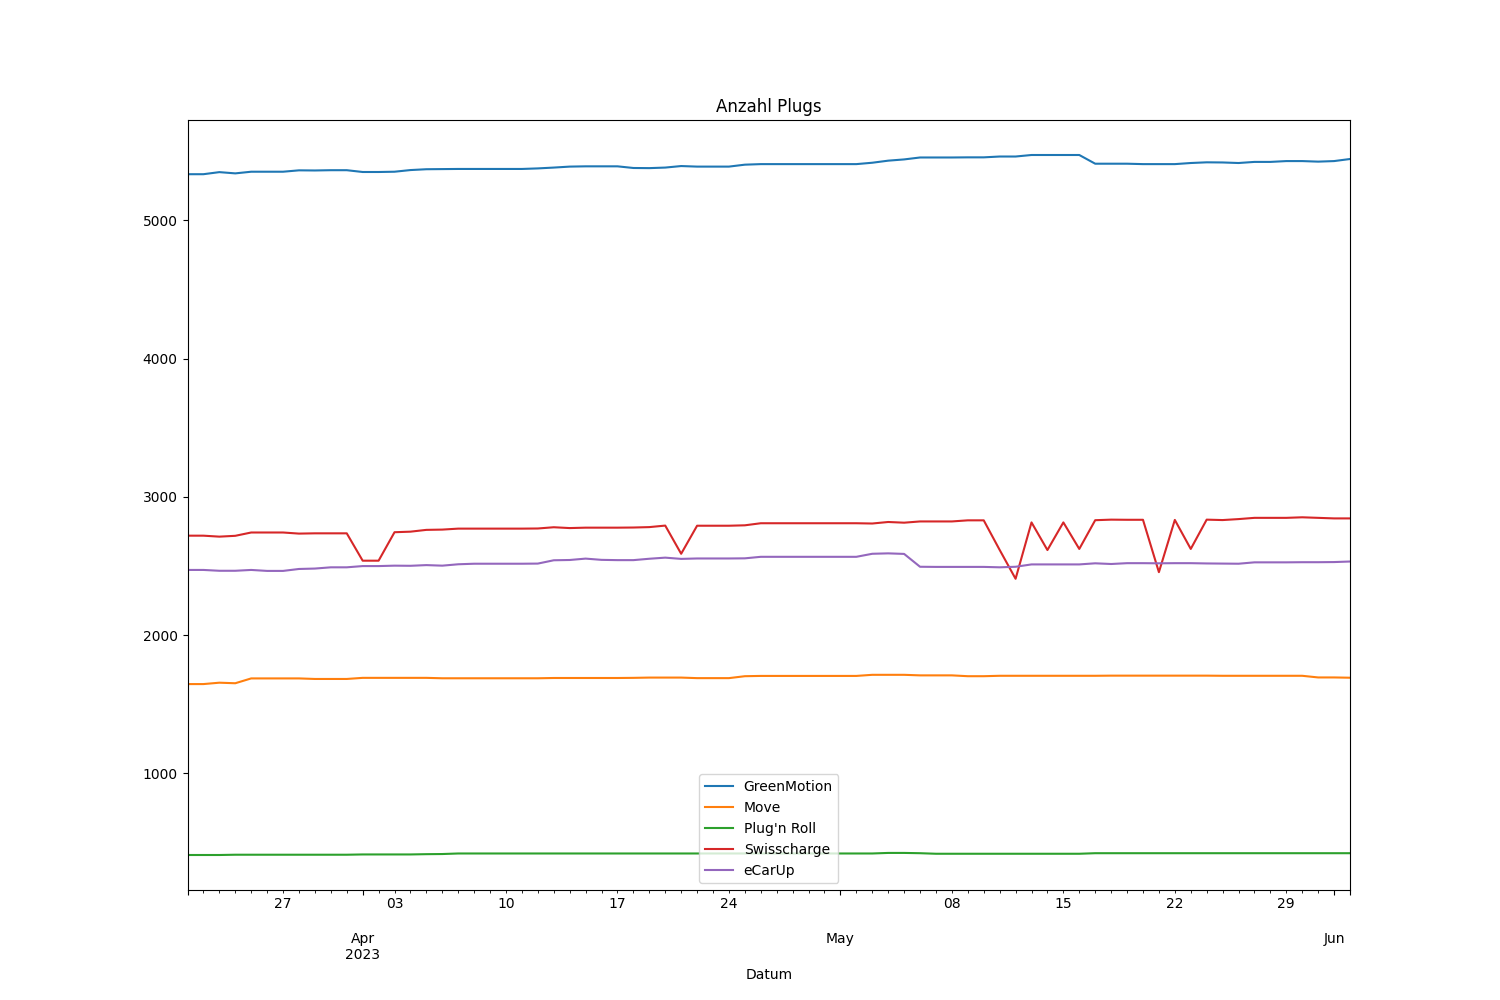 Anzahl Plugs
5000
4000
3000
2000
1000
GreenMotion
Move
Plug'n Roll
Swisscharge
eCarUp
27 03 10 17 24 08 15 22 29
Apr May Jun
2023
Datum